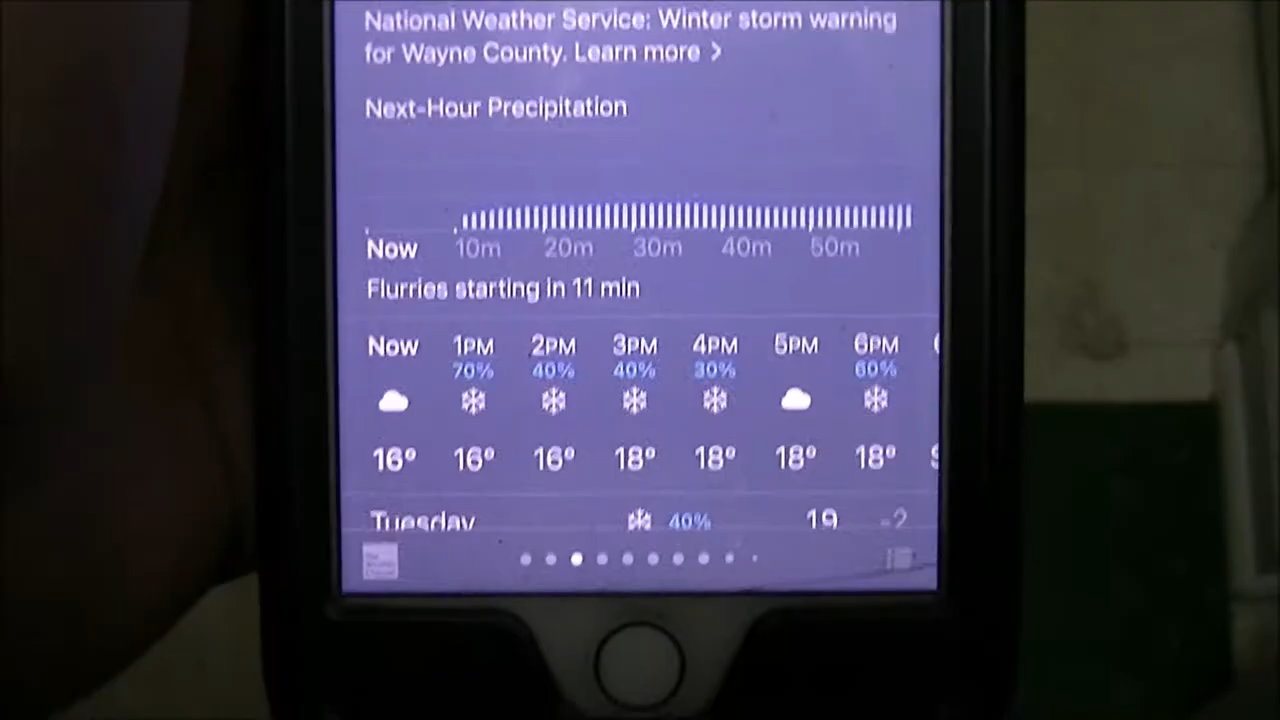 National Weather Service: Winter storm warning
for Wayne County. Learn more >
Next-Hour Precipitation
Now 10m 20m 30m 40m 50m
Flurries starting in 11 min
Now 1PM 2PM 3PM 4PM 5PM 6PM
70% 40% 40% 30% 60%
16° 16° 16° 18° 18° 18° 18°
Tuesday 40% 19 -2